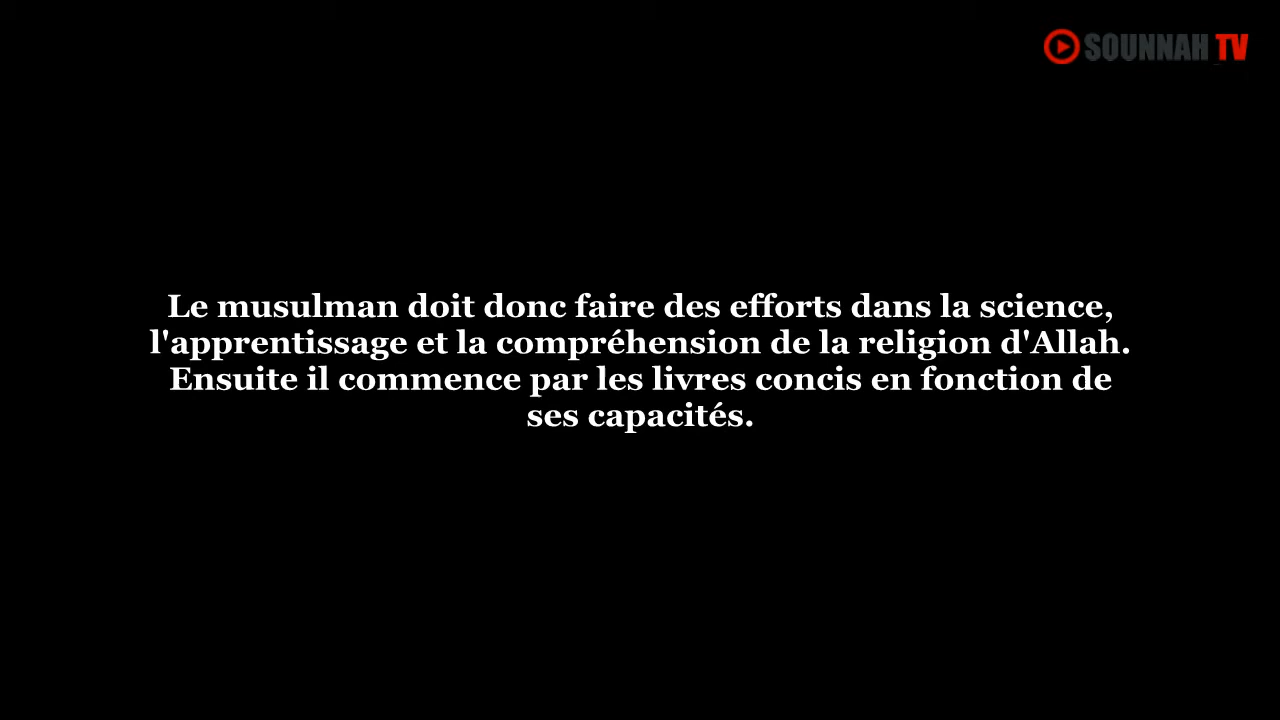 SOUNNAH TV
Le musulman doit donc faire des efforts dans la science,
l'apprentissage et la compréhension de la religion d'Allah.
Ensuite il commence par les livres concis en fonction de
ses capacités.